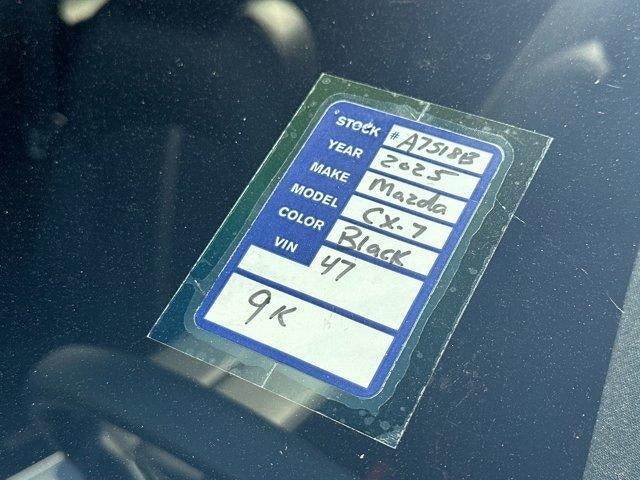 STOCK # A7518B
YEAR 2025
MAKE Mazda
MODEL CX-7
COLOR Black
VIN 47
9K